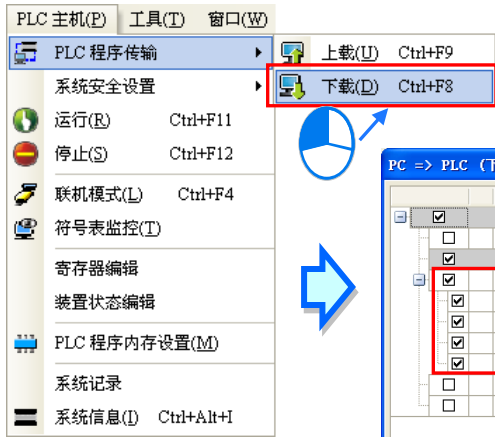 PLC 主机(P) 工具(T) 窗口(W)
PLC 程序传输
上载(U) Ctrl+F9
系统安全设置
下载(D) Ctrl+F8
运行(R) Ctrl+F11
停止(S) Ctrl+F12
PC => PLC (下
联机模式(L) Ctrl+F4
符号表监控(T)
寄存器编辑
装置状态编辑
PLC 程序内存设置(M)
系统记录
系统信息(I) Ctrl+Alt+I